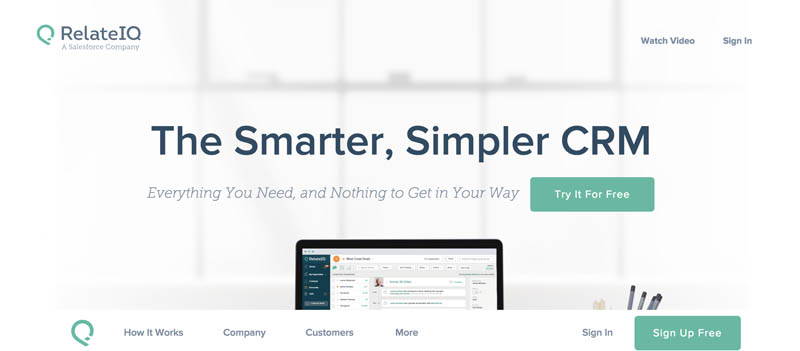 RelateIQ
A Salesforce Company
Watch Video
Sign In
The Smarter, Simpler CRM
Everything You Need, and Nothing to Get in Your Way
Try It For Free
RelateIQ
How It Works
Company
Customers
More
Sign In
Sign Up Free